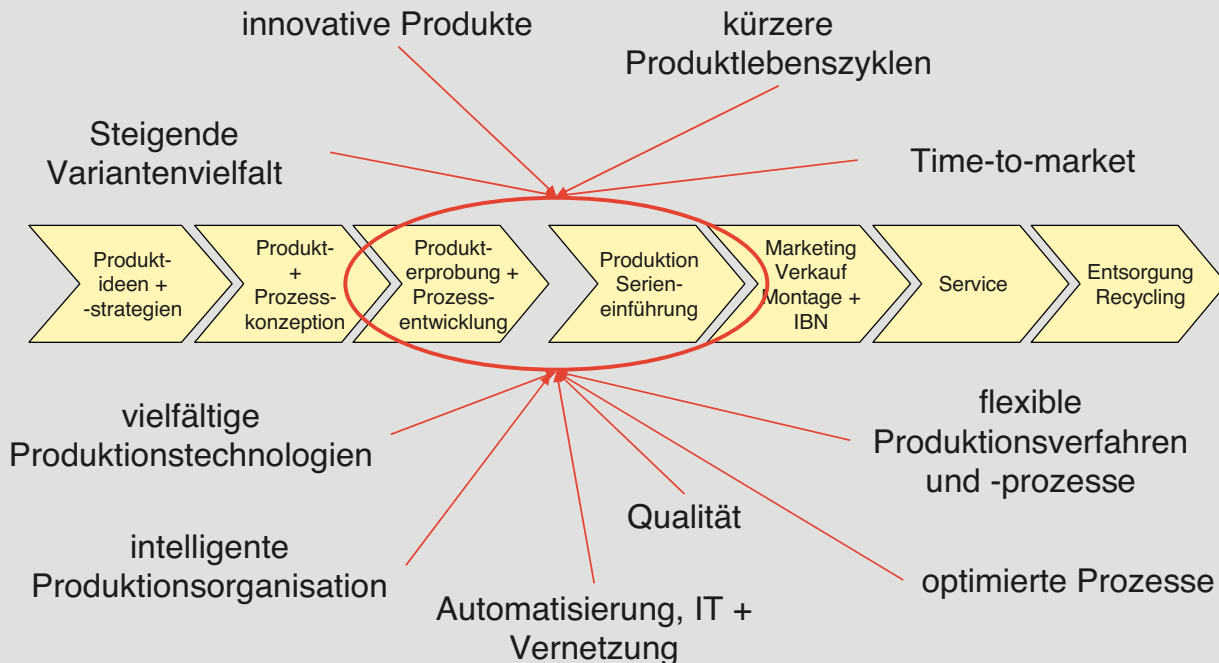 innovative Produkte
kürzere
Produktlebenszyklen
Steigende
Variantenvielfalt
Time-to-market
Produkt-
ideen +
-strategien
Produkt-
+
Prozess-
konzeption
Produkt-
erprobung +
Prozess-
entwicklung
Produktion
Serien-
einführung
Marketing
Verkauf
Montage +
IBN
Service
Entsorgung
Recycling
vielfältige
Produktionstechnologien
flexible
Produktionsverfahren
und -prozesse
Qualität
intelligente
Produktionsorganisation
optimierte Prozesse
Automatisierung, IT +
Vernetzung